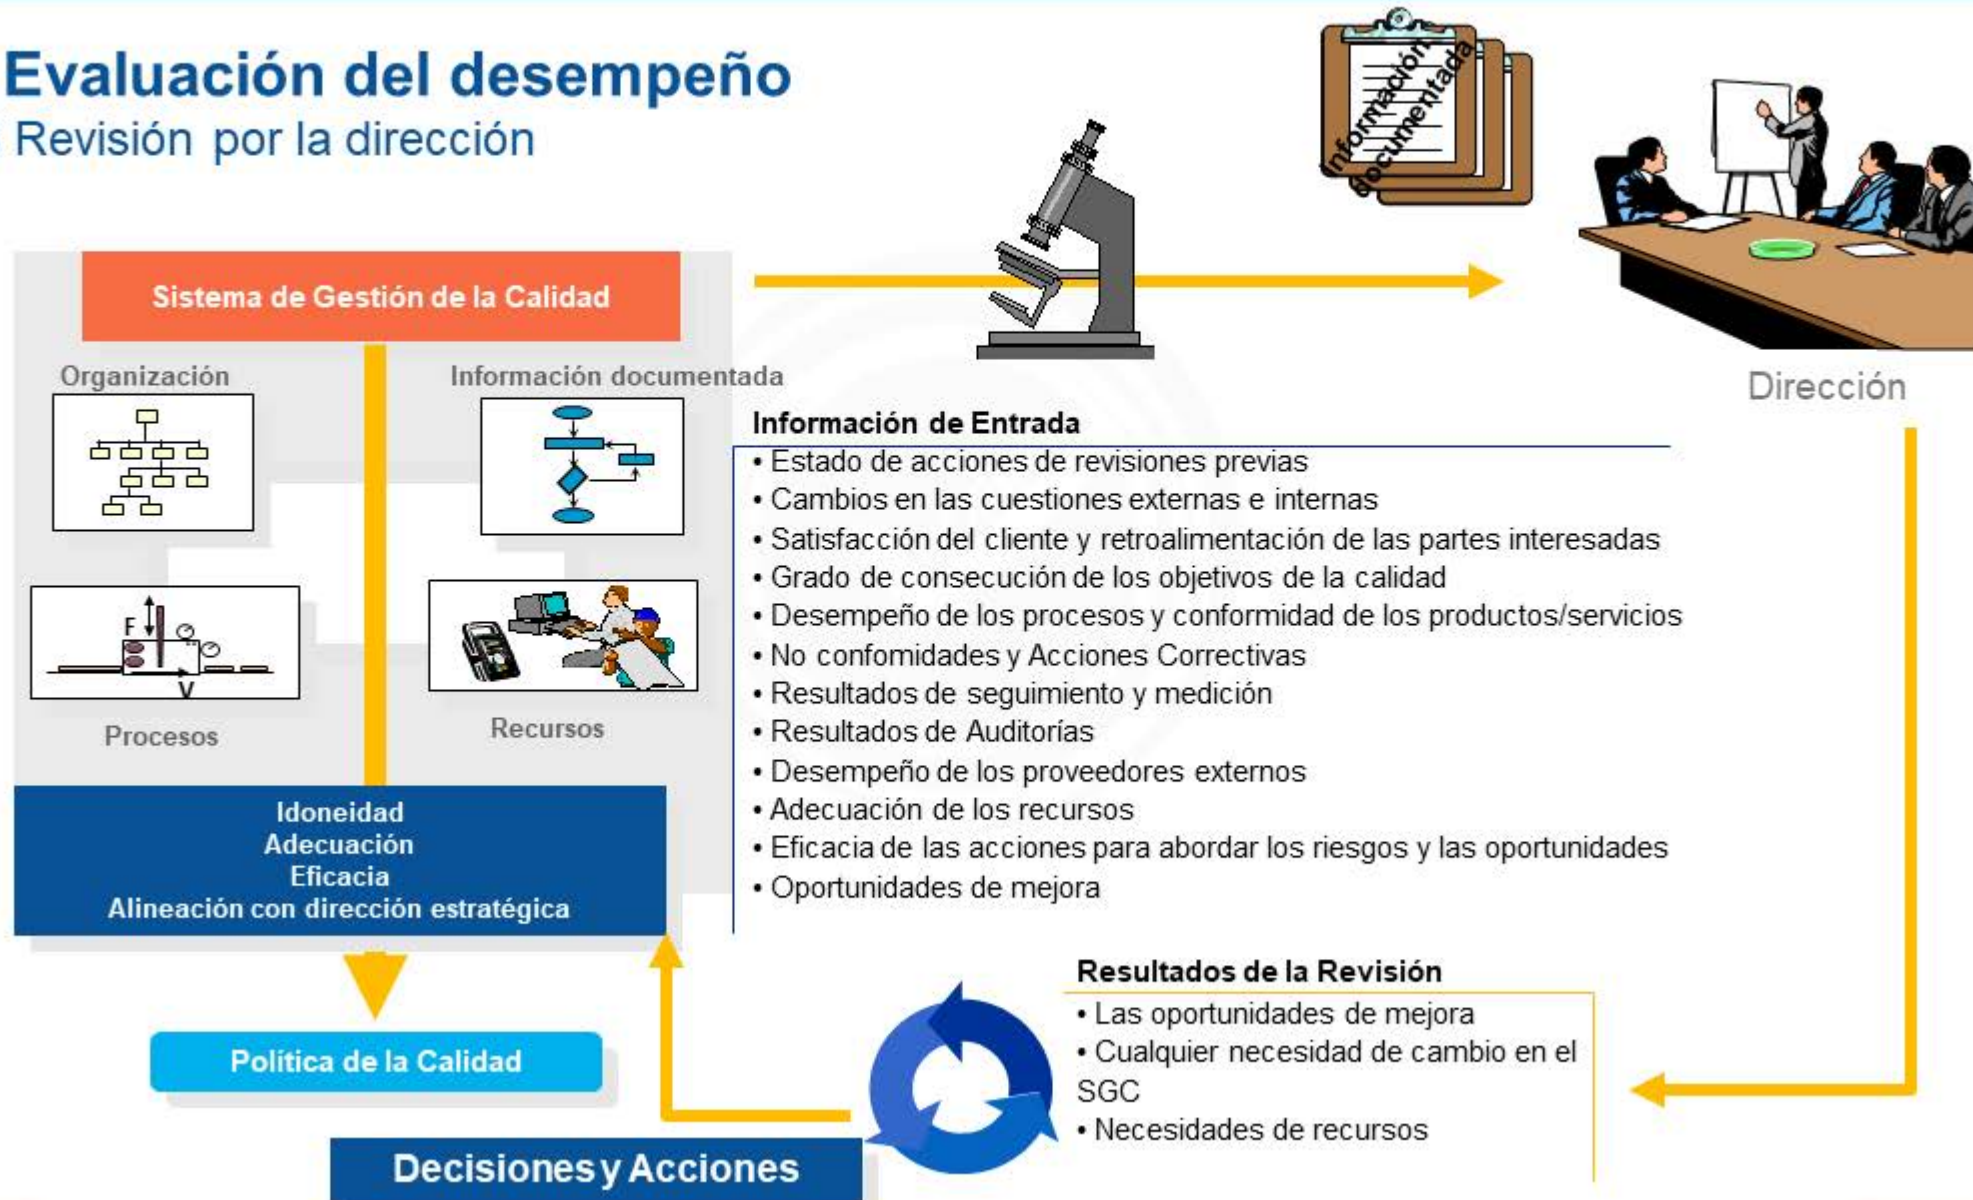 Evaluación del desempeño
Revisión por la dirección
Información
documentada
Sistema de Gestión de la Calidad
Organización
Información documentada
F
V
Procesos
Recursos
Dirección
Información de Entrada
• Estado de acciones de revisiones previas
• Cambios en las cuestiones externas e internas
• Satisfacción del cliente y retroalimentación de las partes interesadas
• Grado de consecución de los objetivos de la calidad
• Desempeño de los procesos y conformidad de los productos/servicios
• No confomidades y Acciones Correctivas
• Resultados de seguimiento y medición
• Resultados de Auditorías
• Desempeño de los proveedores externos
• Adecuación de los recursos
• Eficacia de las acciones para abordar los riesgos y las oportunidades
• Oportunidades de mejora
Idoneidad
Adecuación
Eficacia
Alineación con dirección estratégica
Política de la Calidad
Resultados de la Revisión
• Las oportunidades de mejora
• Cualquier necesidad de cambio en el
SGC
• Necesidades de recursos
Decisiones y Acciones